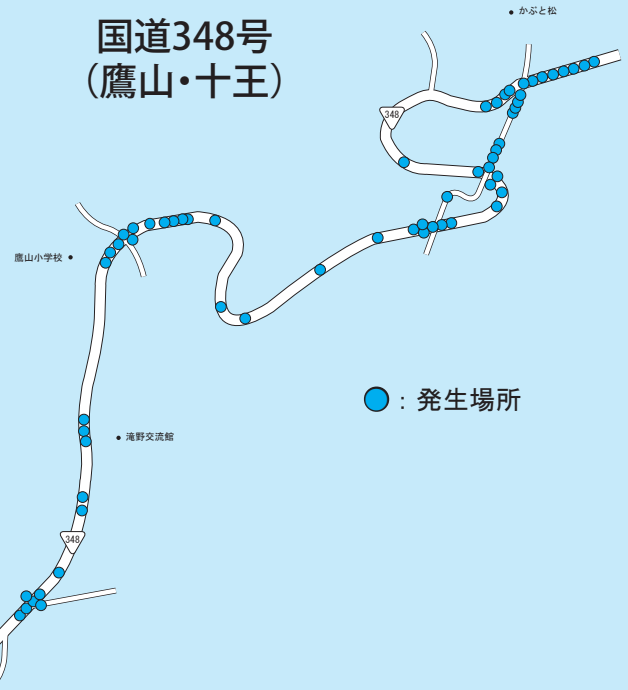 国道348号
（鷹山・十王）
かぶと松
348
鷹山小学校
：発生場所
滝野交流館
348